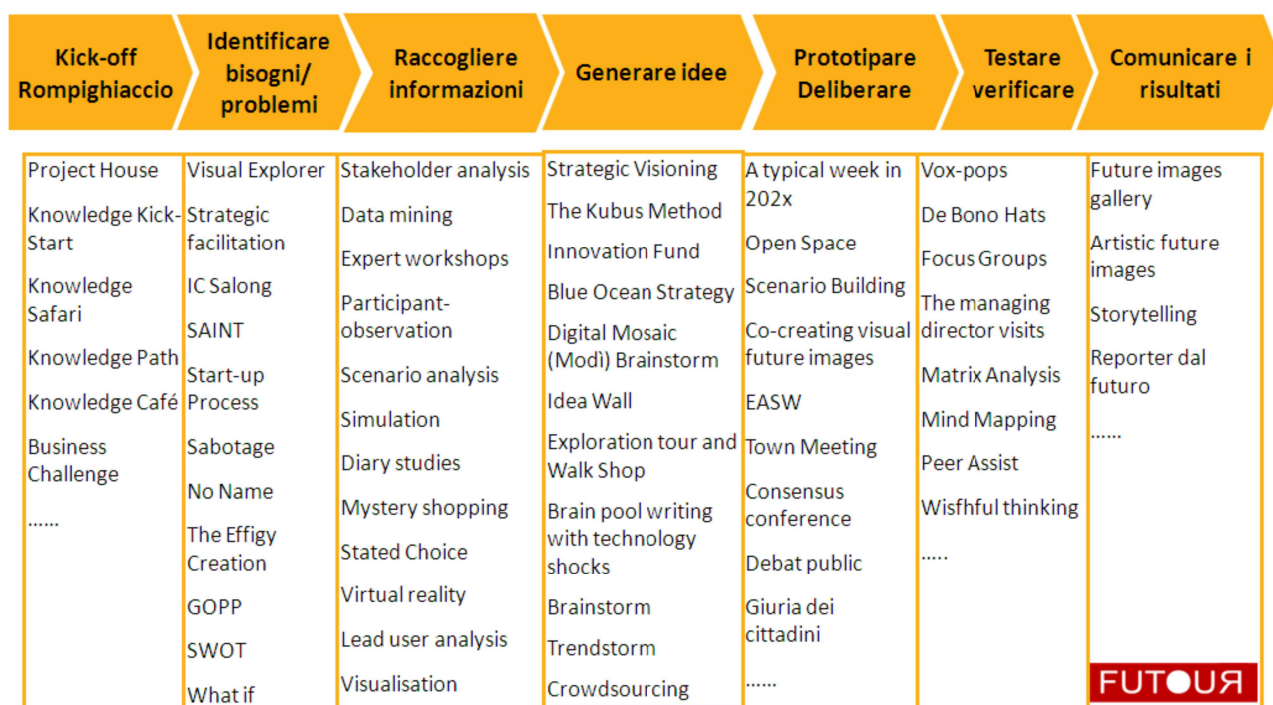 Kick-off
Rompighiaccio
Identificare
bisogni/
problemi
Raccogliere
informazioni
Generare idee
Prototipare
Deliberare
Testare
verificare
Comunicare i
risultati
Project House
Knowledge Kick-
Start
Knowledge
Safari
Knowledge Path
Knowledge Café
Business
Challenge
......
Visual Explorer
Strategic
facilitation
IC Salong
SAINT
Start-up
Process
Sabotage
No Name
The Effigy
Creation
GOPP
SWOT
What if
Stakeholder analysis
Data mining
Expert workshops
Participant-
observation
Scenario analysis
Simulation
Diary studies
Mystery shopping
Stated Choice
Virtual reality
Lead user analysis
Visualisation
Strategic Visioning
The Kubus Method
Innovation Fund
Blue Ocean Strategy
Digital Mosaic
(Modì) Brainstorm
Idea Wall
Exploration tour and
Walk Shop
Brain pool writing
with technology
shocks
Brainstorm
Trendstorm
Crowdsourcing
A typical week in
202x
Open Space
Scenario Building
Co-creating visual
future images
EASW
Town Meeting
Consensus
conference
Debat public
Giuria dei
cittadini
......
Vox-pops
De Bono Hats
Focus Groups
The managing
director visits
Matrix Analysis
Mind Mapping
Peer Assist
Wisfhful thinking
.....
Future images
gallery
Artistic future
images
Storytelling
Reporter dal
futuro
......
FUTOUR